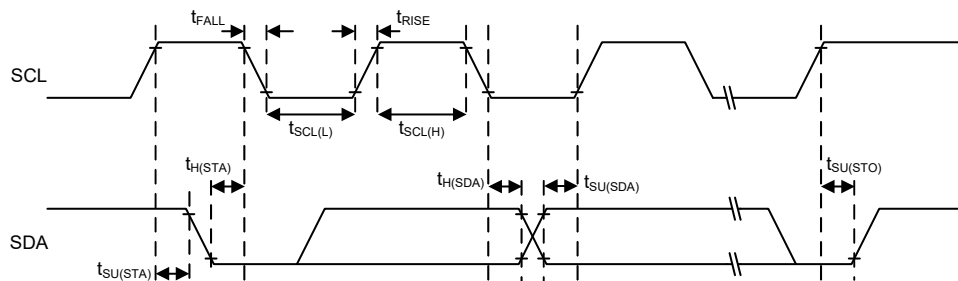 tFALL
tRISE
SCL
tSCL(L)
tSCL(H)
tH(STA)
tH(SDA)
tSU(SDA)
tSU(STO)
SDA
tSU(STA)